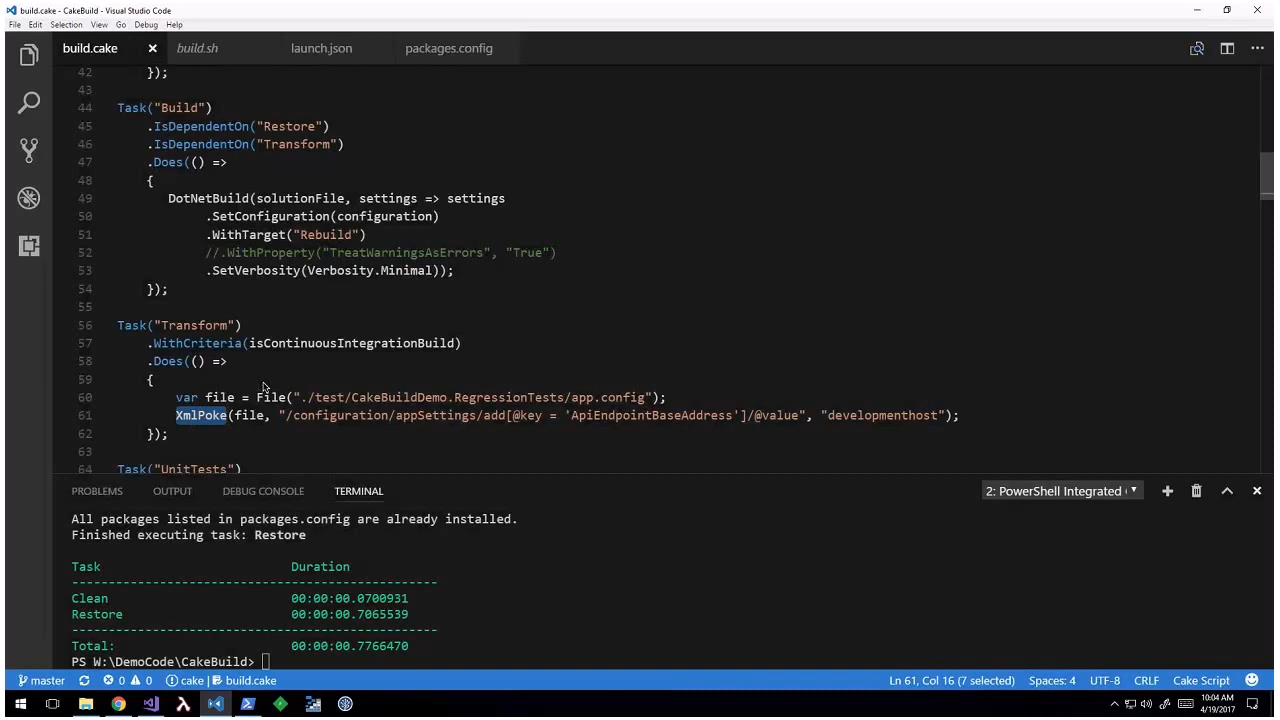 build.cake - CakeBuild - Visual Studio Code
File Edit Selection View Go Debug Help
build.cake build.sh launch.json packages.config
42 });
43
44 Task("Build")
45 .IsDependentOn("Restore")
46 .IsDependentOn("Transform")
47 .Does(() =>
48 {
49 DotNetBuild(solutionFile, settings => settings
50 .SetConfiguration(configuration)
51 .WithTarget("Rebuild")
52 //.WithProperty("TreatWarningsAsErrors", "True")
53 .SetVerbosity(Verbosity.Minimal));
54 });
55
56 Task("Transform")
57 .WithCriteria(isContinuousIntegrationBuild)
58 .Does(() =>
59 {
60 var file = File("./test/CakeBuildDemo.RegressionTests/app.config");
61 XmlPoke(file, "/configuration/appSettings/add[@key = 'ApiEndpointBaseAddress']/@value", "developmenthost");
62 });
63
64 Task("UnitTests")
PROBLEMS OUTPUT DEBUG CONSOLE TERMINAL 2: PowerShell Integrated
All packages listed in packages.config are already installed.
Finished executing task: Restore
Task Duration
--------------------------------------------------
Clean 00:00:00.0700931
Restore 00:00:00.7065539
--------------------------------------------------
Total: 00:00:00.7766470
PS W:\DemoCode\CakeBuild>
master 0 0 cake build.cake Ln 61, Col 16 (7 selected) Spaces: 4 UTF-8 CRLF Cake Script
10:04 AM
4/19/2017